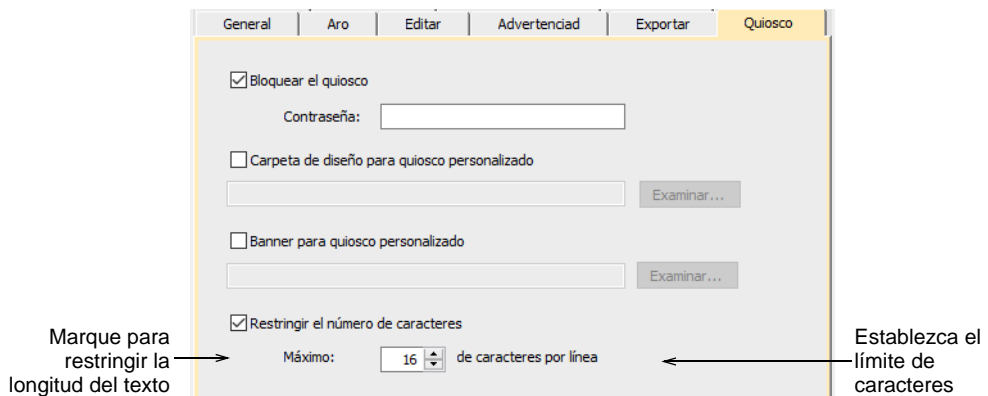 General Aro Editar Advertenciad Exportar Quiosco
Bloquear el quiosco
Contraseña:
Carpeta de diseño para quiosco personalizado
Examinar...
Banner para quiosco personalizado
Examinar...
Restringir el número de caracteres
Máximo: 16 de caracteres por línea
Marque para
restringir la
longitud del texto
Establezca el
límite de
caracteres